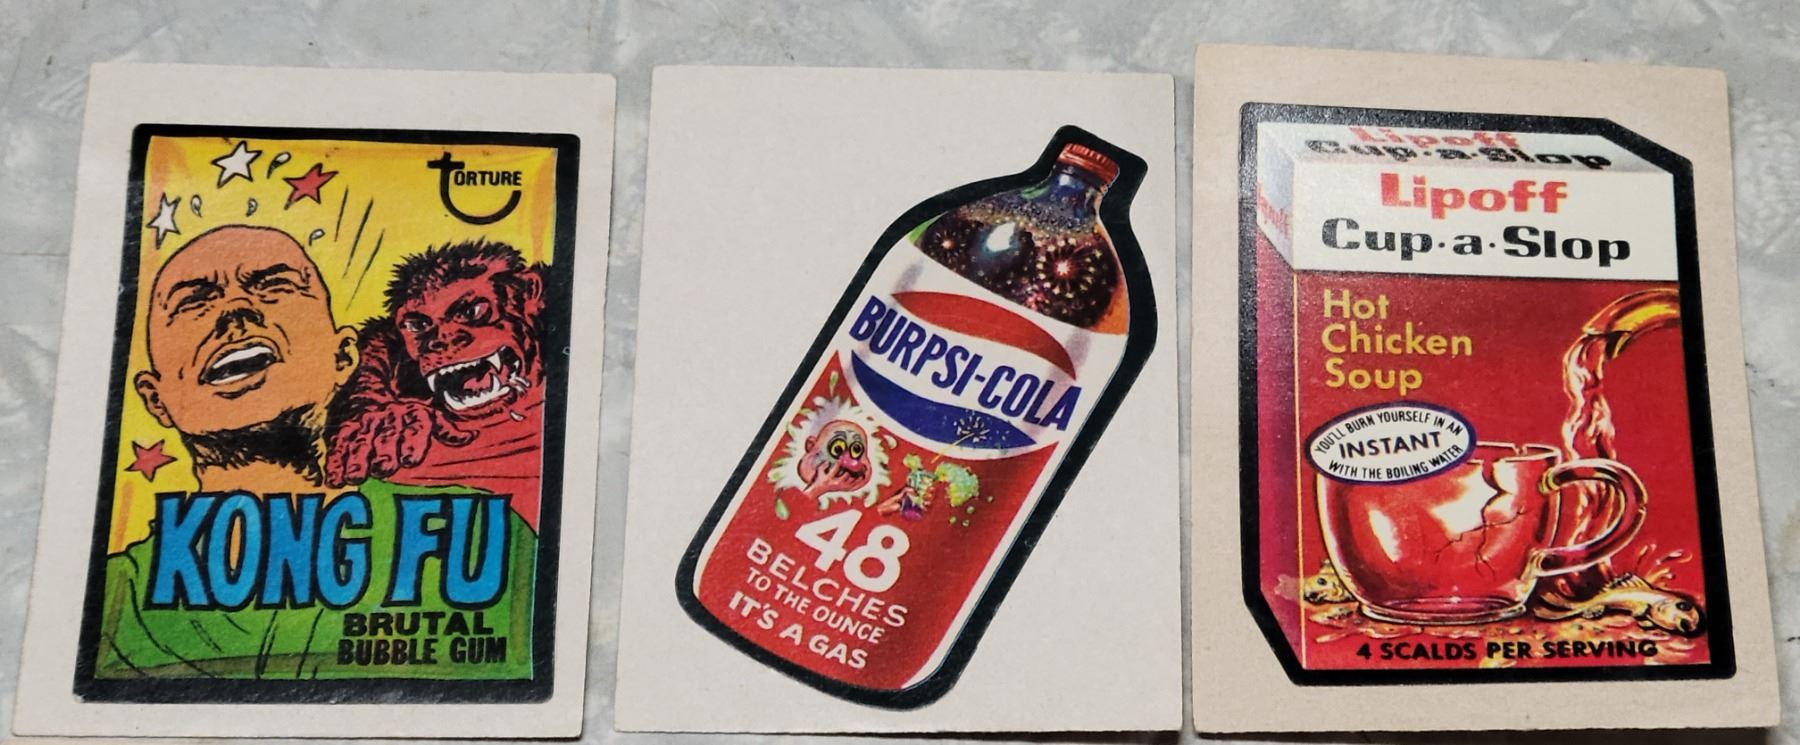 TORTURE
KONG FU
BRUTAL
BUBBLE GUM
BURPSI-COLA
48
BELCHES
TO THE OUNCE
IT'S A GAS
Lipoff
Cup·a·Slop
Lipoff
Cup·a·Slop
Hot
Chicken
Soup
YOU'LL BURN YOURSELF IN AN
INSTANT
WITH THE BOILING WATER
4 SCALDS PER SERVING